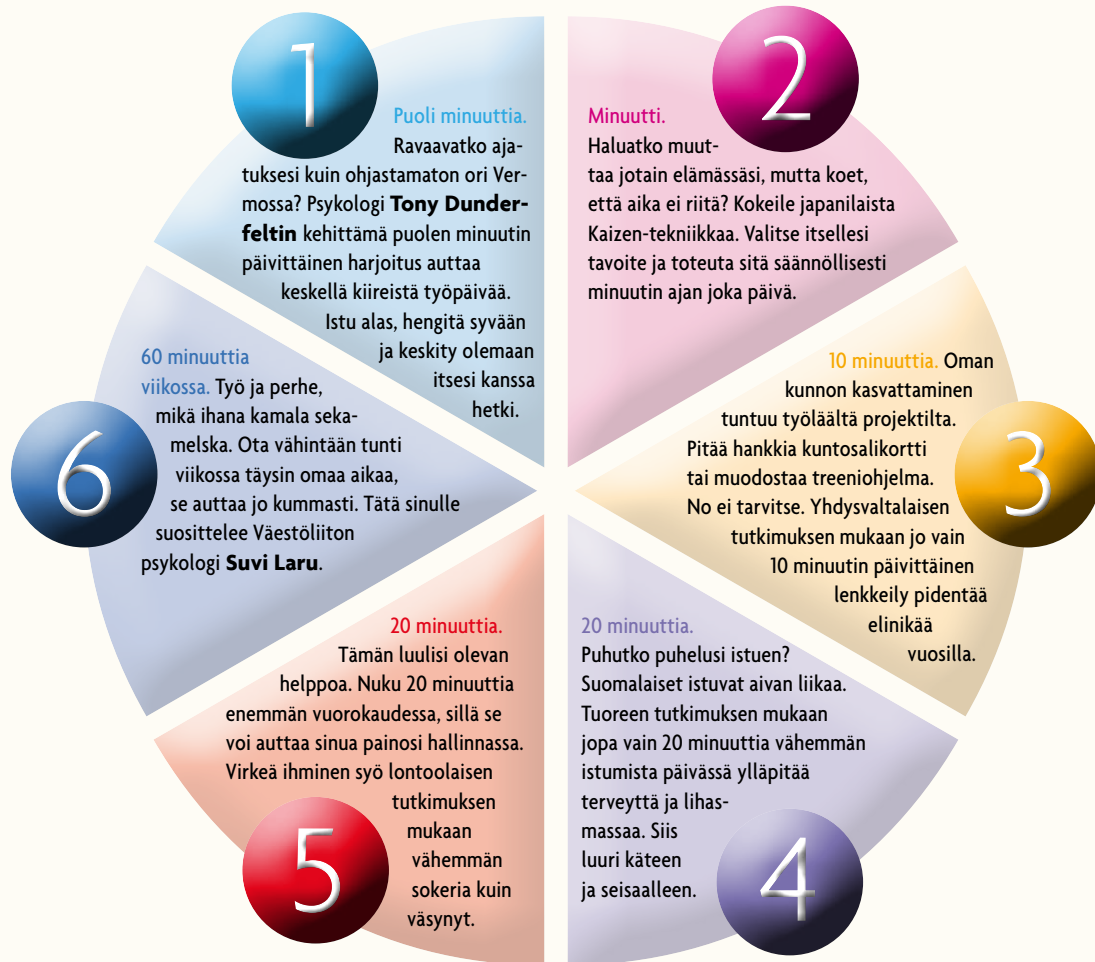 1
Puoli minuuttia.
Ravaavatko aja-
tuksesi kuin ohjastamaton ori Ver-
mossa? Psykologi Tony Dunder-
feltin kehittämä puolen minuutin
päivittäinen harjoitus auttaa
keskellä kiireistä työpäivää.
Istu alas, hengitä syvään
ja keskity olemaan
itsesi kanssa
hetki.
2
Minuutti.
Haluatko muut-
taa jotain elämässäsi, mutta koet,
että aika ei riitä? Kokeile japanilaista
Kaizen-tekniikkaa. Valitse itsellesi
tavoite ja toteuta sitä säännöllisesti
minuutin ajan joka päivä.
3
10 minuuttia. Oman
kunnon kasvattaminen
tuntuu työläältä projektilta.
Pitää hankkia kuntosalikortti
tai muodostaa treeniohjelma.
No ei tarvitse. Yhdysvaltalaisen
tutkimuksen mukaan jo vain
10 minuutin päivittäinen
lenkkeily pidentää
elinikää
vuosilla.
4
20 minuuttia.
Puhutko puhelusi istuen?
Suomalaiset istuvat aivan liikaa.
Tuoreen tutkimuksen mukaan
jopa vain 20 minuuttia vähemmän
istumista päivässä ylläpitää
terveyttä ja lihas-
massaa. Siis
luuri käteen
ja seisaalleen.
5
20 minuuttia.
Tämän luulisi olevan
helppoa. Nuku 20 minuuttia
enemmän vuorokaudessa, sillä se
voi auttaa sinua painosi hallinnassa.
Virkeä ihminen syö lontoolaisen
tutkimuksen
mukaan
vähemmän
sokeria kuin
väsynyt.
6
60 minuuttia
viikossa. Työ ja perhe,
mikä ihana kamala seka-
melska. Ota vähintään tunti
viikossa täysin omaa aikaa,
se auttaa jo kummasti. Tätä sinulle
suosittelee Väestöliiton
psykologi Suvi Laru.